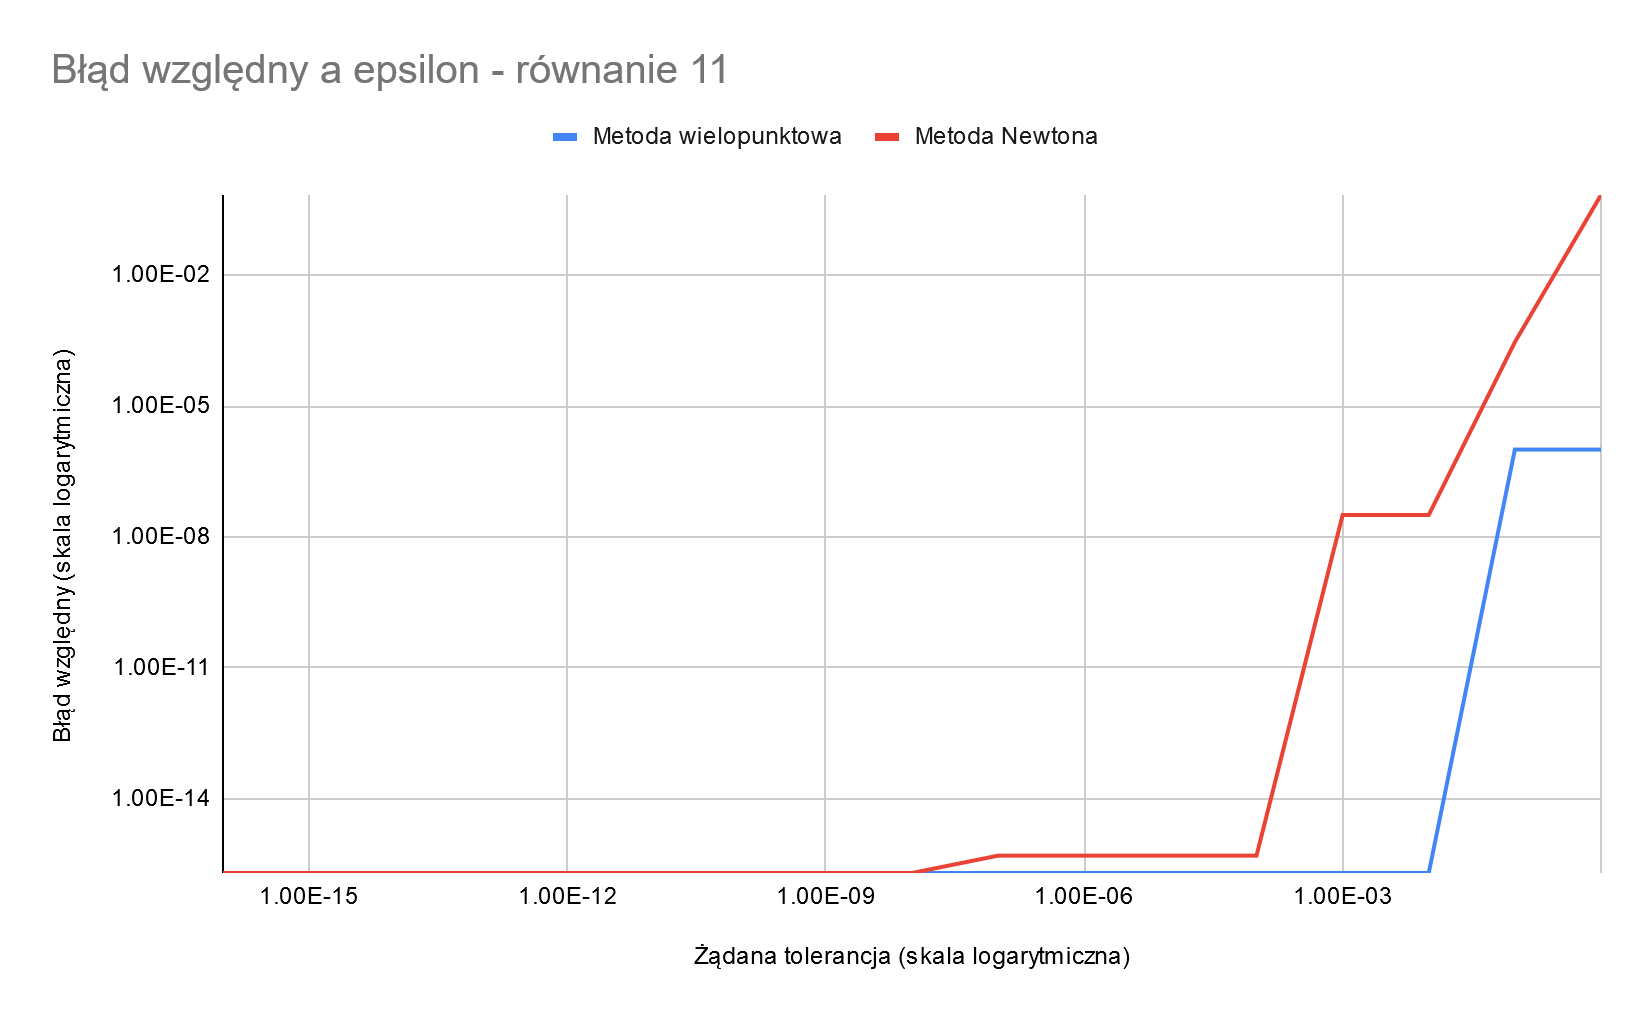 Błąd względny a epsilon - równanie 11
Metoda wielopunktowa
Metoda Newtona
Błąd względny (skala logarytmiczna)
1.00E-02
1.00E-05
1.00E-08
1.00E-11
1.00E-14
1.00E-15
1.00E-12
1.00E-09
1.00E-06
1.00E-03
Żądana tolerancja (skala logarytmiczna)